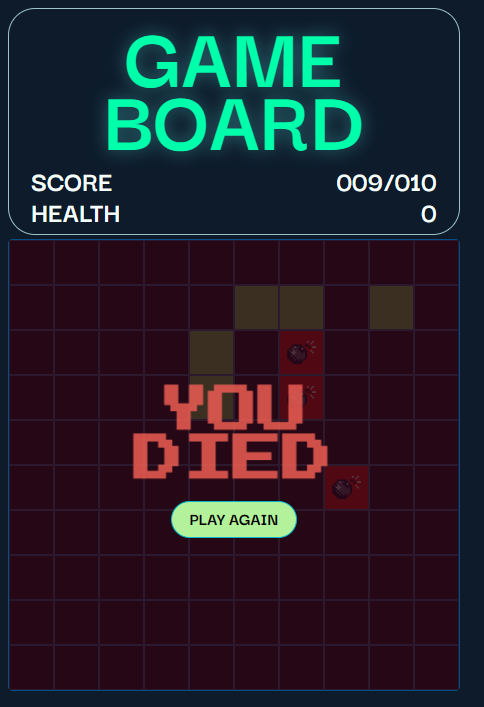 GAME
BOARD
SCORE 009/010
HEALTH 0
YOU
DIED
PLAY AGAIN